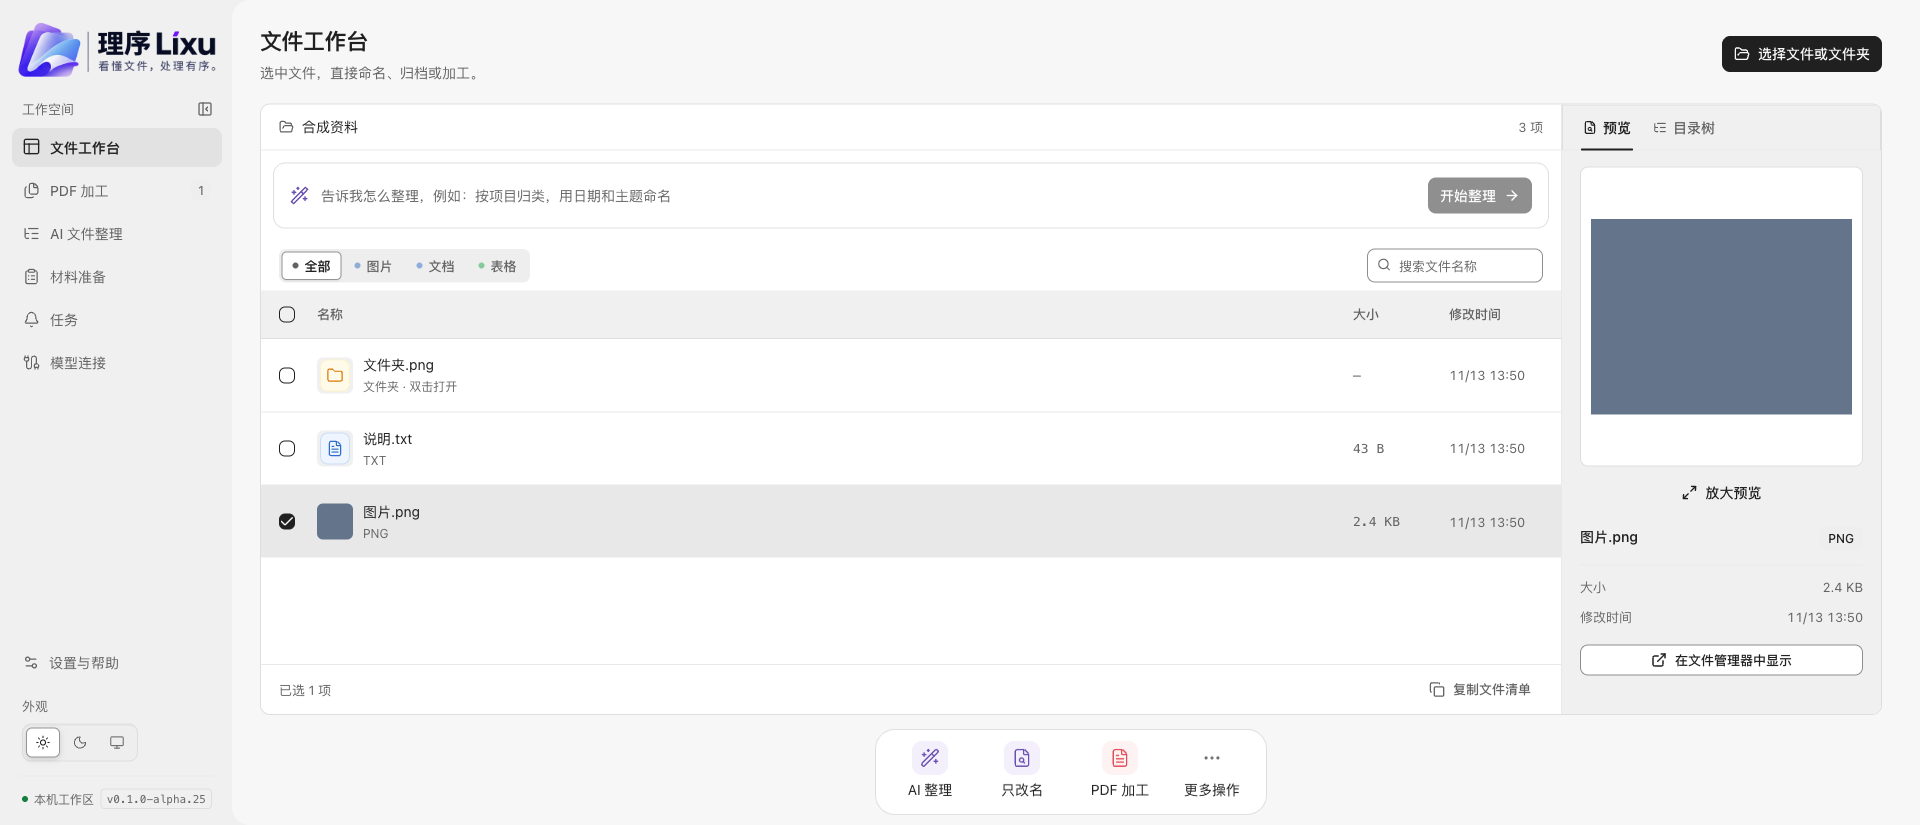 理序 Lixu
看懂文件，处理有序。
工作空间
文件工作台
PDF 加工 1
AI 文件整理
材料准备
任务
模型连接
设置与帮助
外观
本机工作区 v0.1.0-alpha.25
文件工作台
选中文件，直接命名、归档或加工。
选择文件或文件夹
合成资料 3 项
告诉我怎么整理，例如：按项目归类，用日期和主题命名 开始整理
全部 图片 文档 表格 搜索文件名称
名称 大小 修改时间
文件夹.png
文件夹 · 双击打开
– 11/13 13:50
说明.txt
TXT
43 B 11/13 13:50
图片.png
PNG
2.4 KB 11/13 13:50
已选 1 项 复制文件清单
预览 目录树
放大预览
图片.png PNG
大小 2.4 KB
修改时间 11/13 13:50
在文件管理器中显示
AI 整理 只改名 PDF 加工 更多操作